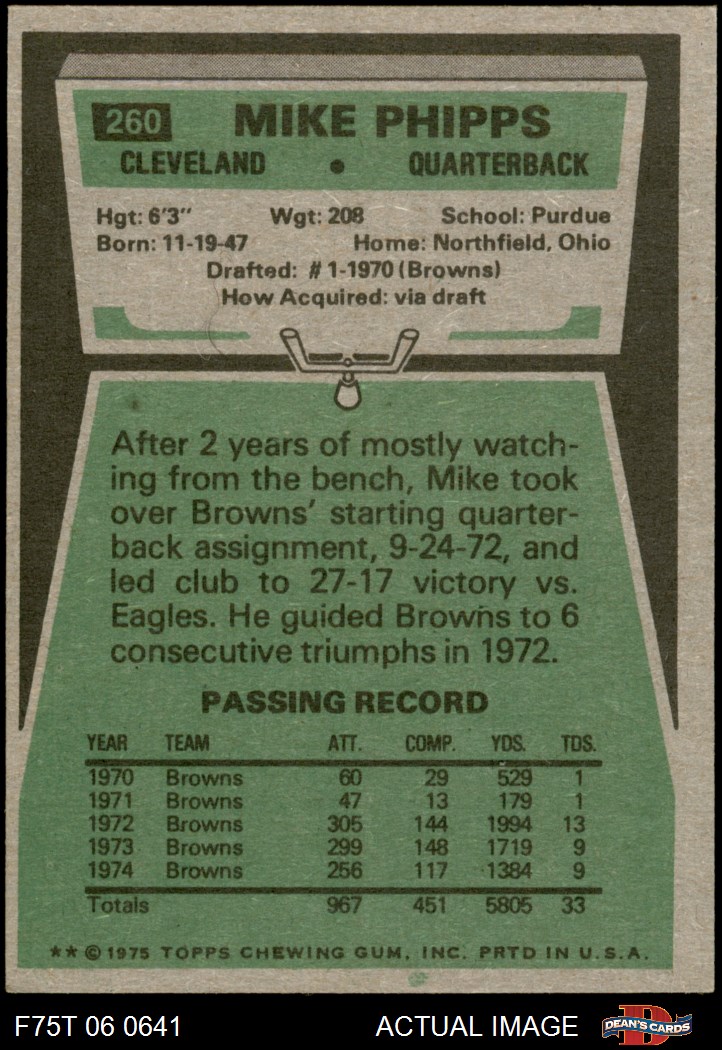 260 MIKE PHIPPS
CLEVELAND • QUARTERBACK
Hgt: 6'3" Wgt: 208 School: Purdue
Born: 11-19-47 Home: Northfield, Ohio
Drafted: #1-1970 (Browns)
How Acquired: via draft
After 2 years of mostly watch-
ing from the bench, Mike took
over Browns' starting quarter-
back assignment, 9-24-72, and
led club to 27-17 victory vs.
Eagles. He guided Browns to 6
consecutive triumphs in 1972.
PASSING RECORD
YEAR TEAM ATT. COMP. YDS. TDS.
1970 Browns 60 29 529 1
1971 Browns 47 13 179 1
1972 Browns 305 144 1994 13
1973 Browns 299 148 1719 9
1974 Browns 256 117 1384 9
Totals 967 451 5805 33
**©1975 TOPPS CHEWING GUM, INC. PRTD IN U.S.A.
F75T 06 0641 ACTUAL IMAGE D DEAN'S CARDS